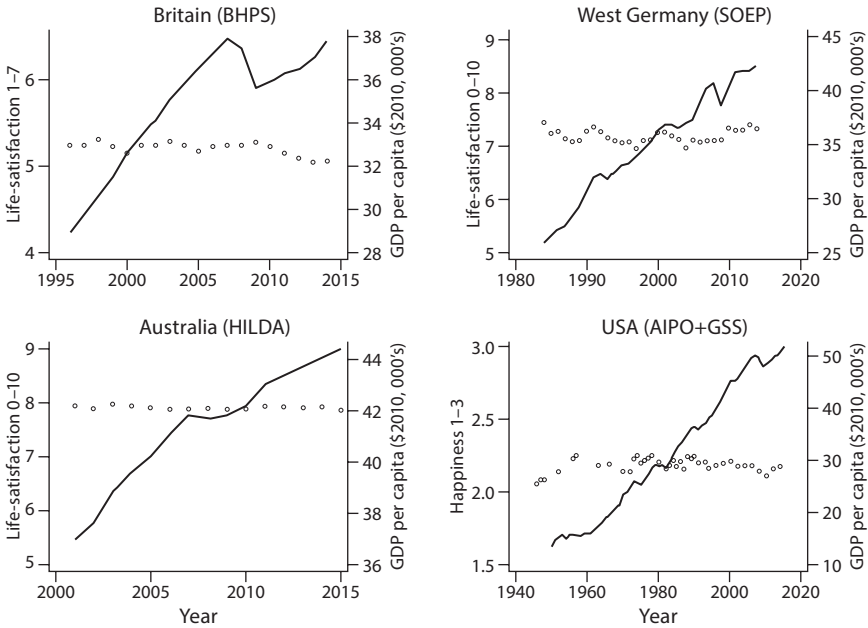 Britain (BHPS)
Life-satisfaction 1–7
6
5
4
38
36
34
32
30
28
GDP per capita ($2010, 000's)
1995 2000 2005 2010 2015
West Germany (SOEP)
Life-satisfaction 0–10
9
8
7
6
5
45
40
35
30
25
GDP per capita ($2010, 000's)
1980 1990 2000 2010 2020
Australia (HILDA)
Life-satisfaction 0–10
9
8
7
6
5
44
42
40
38
36
GDP per capita ($2010, 000's)
2000 2005 2010 2015
Year
USA (AIPO+GSS)
Happiness 1–3
3.0
2.5
2.0
1.5
50
40
30
20
10
GDP per capita ($2010, 000's)
1940 1960 1980 2000 2020
Year